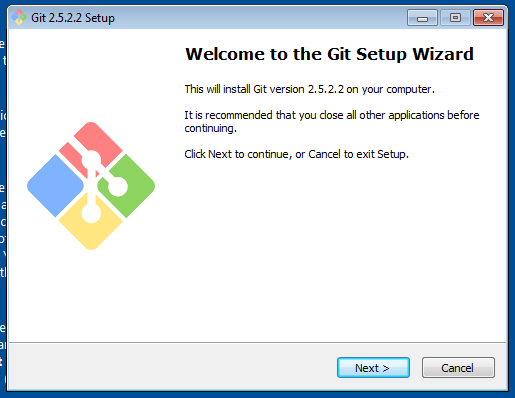 Git 2.5.2.2 Setup
Welcome to the Git Setup Wizard
This will install Git version 2.5.2.2 on your computer.
It is recommended that you close all other applications before
continuing.
Click Next to continue, or Cancel to exit Setup.
Next >
Cancel